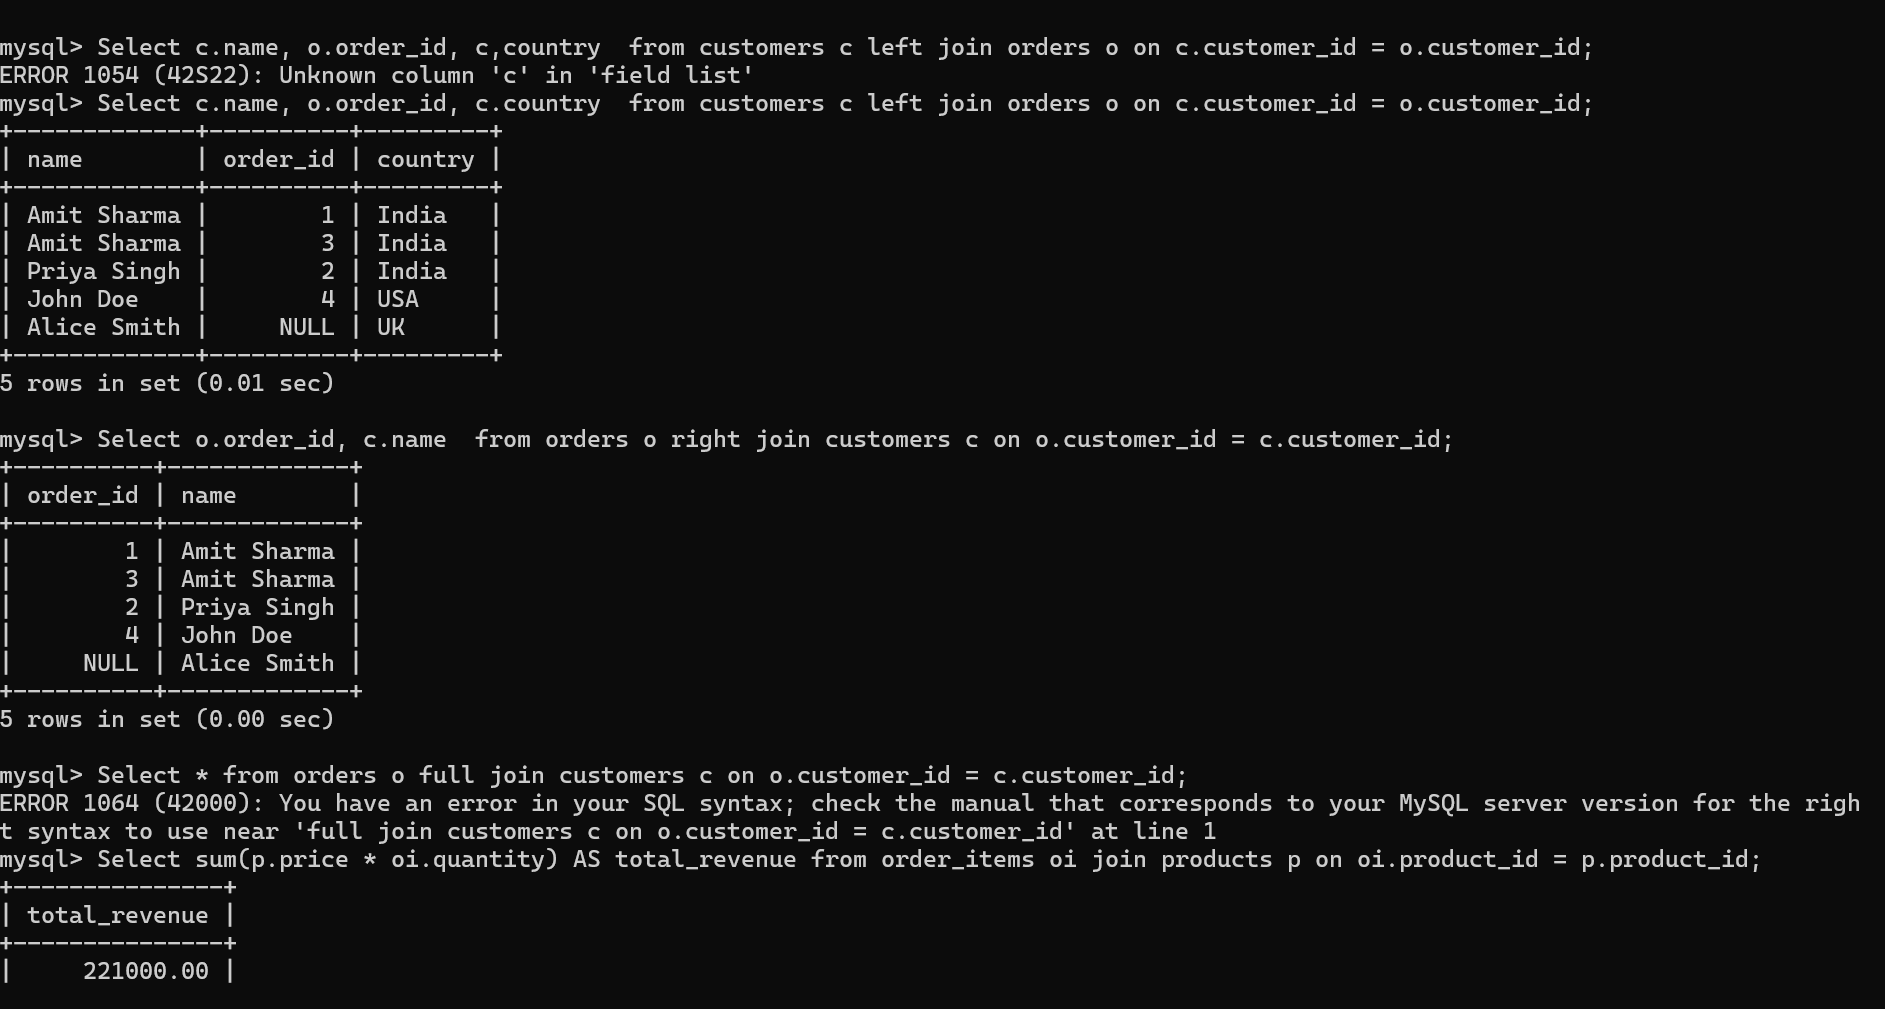 mysql> Select c.name, o.order_id, c,country  from customers c left join orders o on c.customer_id = o.customer_id;
ERROR 1054 (42S22): Unknown column 'c' in 'field list'
mysql> Select c.name, o.order_id, c.country  from customers c left join orders o on c.customer_id = o.customer_id;
+-------------+----------+---------+
| name        | order_id | country |
+-------------+----------+---------+
| Amit Sharma |        1 | India   |
| Amit Sharma |        3 | India   |
| Priya Singh |        2 | India   |
| John Doe    |        4 | USA     |
| Alice Smith |     NULL | UK      |
+-------------+----------+---------+
5 rows in set (0.01 sec)

mysql> Select o.order_id, c.name  from orders o right join customers c on o.customer_id = c.customer_id;
+----------+-------------+
| order_id | name        |
+----------+-------------+
|        1 | Amit Sharma |
|        3 | Amit Sharma |
|        2 | Priya Singh |
|        4 | John Doe    |
|     NULL | Alice Smith |
+----------+-------------+
5 rows in set (0.00 sec)

mysql> Select * from orders o full join customers c on o.customer_id = c.customer_id;
ERROR 1064 (42000): You have an error in your SQL syntax; check the manual that corresponds to your MySQL server version for the righ
t syntax to use near 'full join customers c on o.customer_id = c.customer_id' at line 1
mysql> Select sum(p.price * oi.quantity) AS total_revenue from order_items oi join products p on oi.product_id = p.product_id;
+---------------+
| total_revenue |
+---------------+
|     221000.00 |